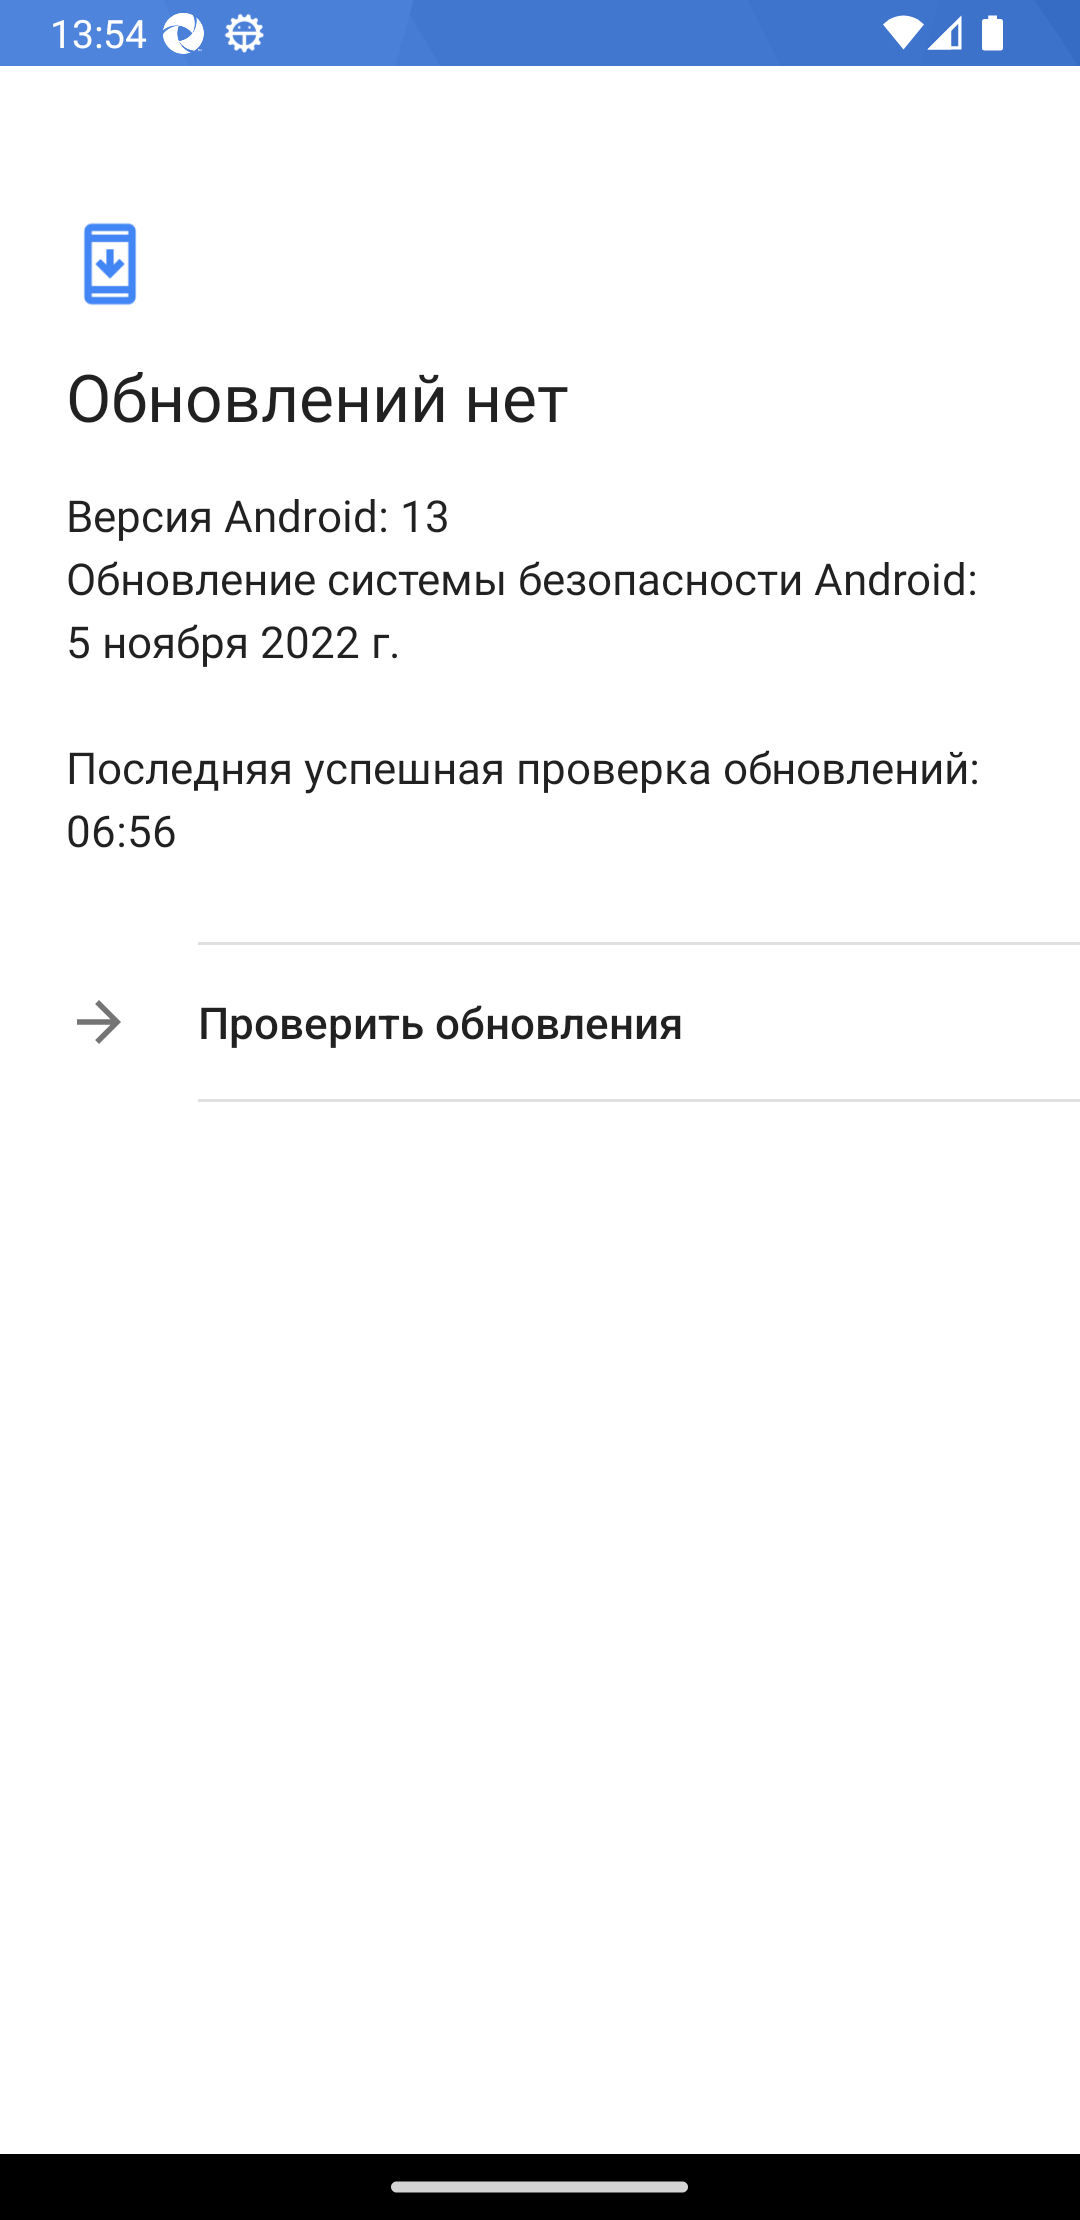 13:54
Обновлений нет
Версия Android: 13
Обновление системы безопасности Android:
5 ноября 2022 г.
Последняя успешная проверка обновлений:
06:56
Проверить обновления